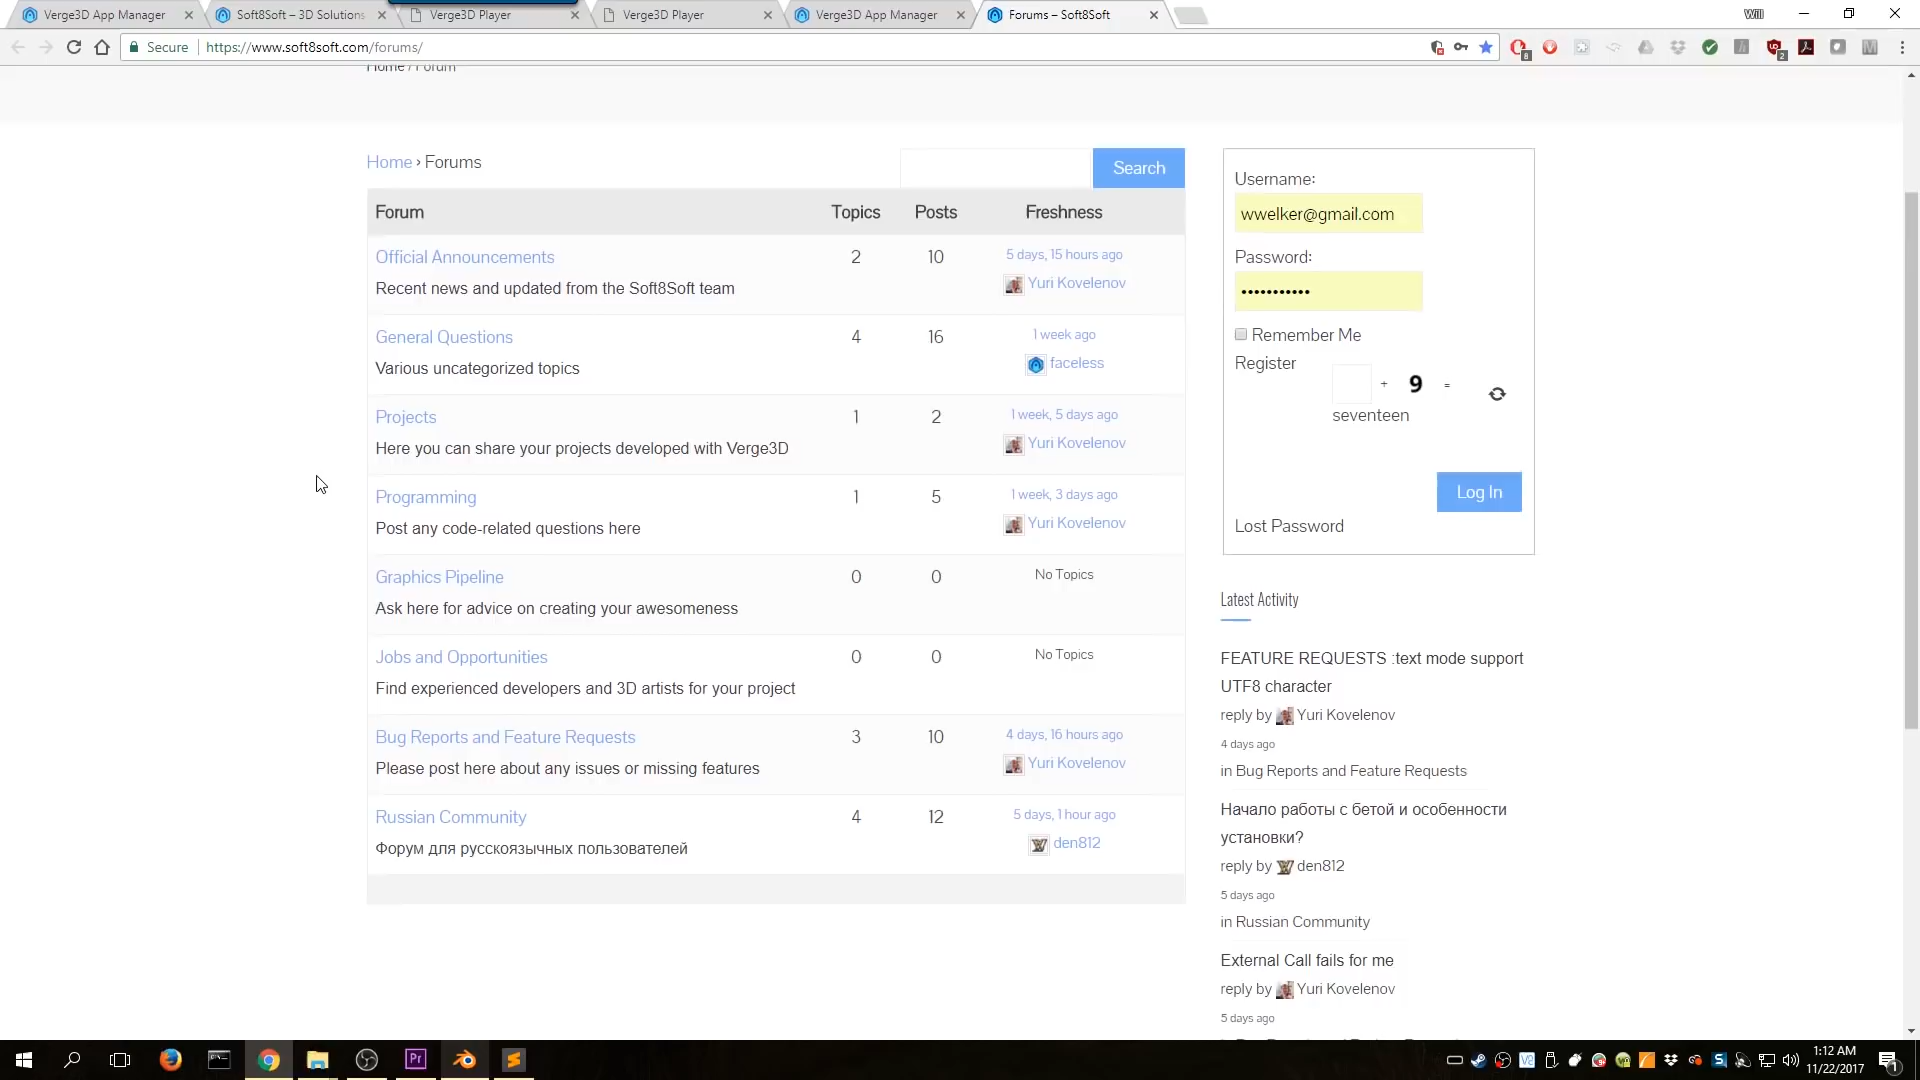 Verge3D App Manager
Soft8Soft – 3D Solutions
Verge3D Player
Verge3D Player
Verge3D App Manager
Forums – Soft8Soft
Will
Secure
https://www.soft8soft.com/forums/
Home / Forum
Home › Forums
Search
Forum Topics Posts Freshness
Official Announcements 2 10 5 days, 15 hours ago
Recent news and updated from the Soft8Soft team Yuri Kovelenov
General Questions 4 16 1 week ago
Various uncategorized topics faceless
Projects 1 2 1 week, 5 days ago
Here you can share your projects developed with Verge3D Yuri Kovelenov
Programming 1 5 1 week, 3 days ago
Post any code-related questions here Yuri Kovelenov
Graphics Pipeline 0 0 No Topics
Ask here for advice on creating your awesomeness
Jobs and Opportunities 0 0 No Topics
Find experienced developers and 3D artists for your project
Bug Reports and Feature Requests 3 10 4 days, 16 hours ago
Please post here about any issues or missing features Yuri Kovelenov
Russian Community 4 12 5 days, 1 hour ago
Форум для русскоязычных пользователей den812
Username:
wwelker@gmail.com
Password:
•••••••••••
Remember Me
Register
+ 9 =
seventeen
Log In
Lost Password
Latest Activity
FEATURE REQUESTS :text mode support
UTF8 character
reply by Yuri Kovelenov
4 days ago
in Bug Reports and Feature Requests
Начало работы с бетой и особенности
установки?
reply by den812
5 days ago
in Russian Community
External Call fails for me
reply by Yuri Kovelenov
5 days ago
Pr
1:12 AM
11/22/2017